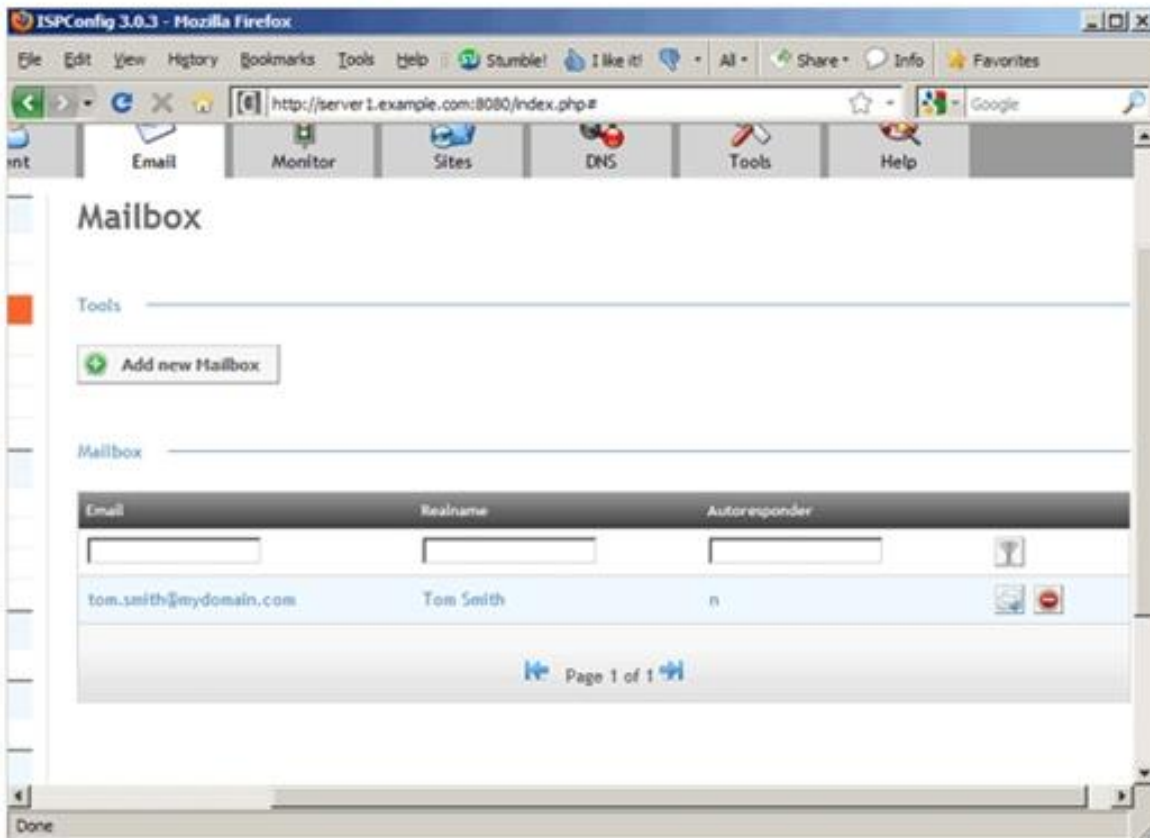 ISPConfig 3.0.3 - Mozilla Firefox
File Edit View History Bookmarks Tools Help Stumble! I like it! All Share Info Favorites
http://server1.example.com:8080/index.php# Google
ent Email Monitor Sites DNS Tools Help
Mailbox
Tools
Add new Mailbox
Mailbox
Email Realname Autoresponder
tom.smith@mydomain.com Tom Smith n
Page 1 of 1
Done